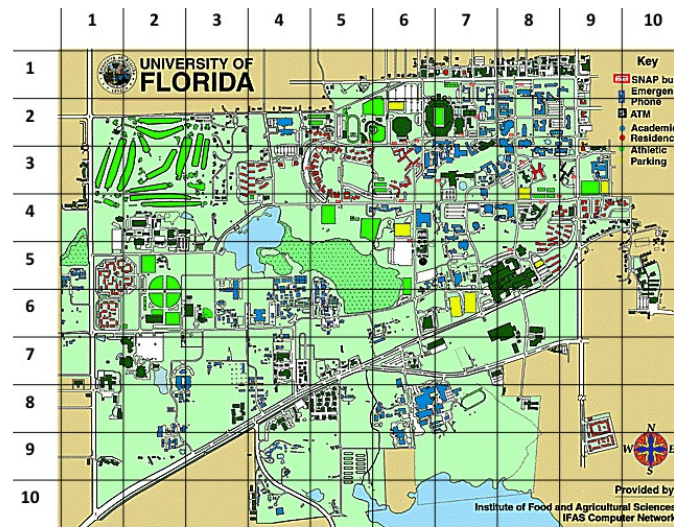 1 2 3 4 5 6 7 8 9 10
1
2
3
4
5
6
7
8
9
10
UNIVERSITY OF
FLORIDA
Key
SNAP bu
Emergen
Phone
ATM
Academic
Residenc
Athletic
Parking
N
W E
S
Provided by
Institute of Food and Agricultural Sciences
IFAS Computer Network